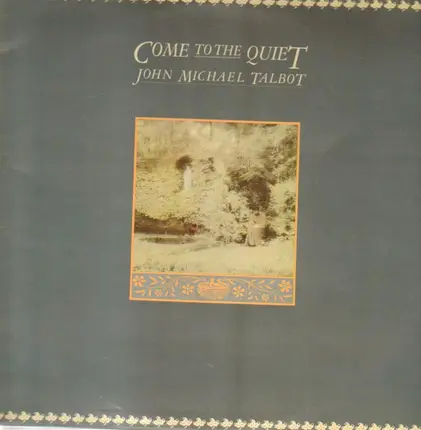 COME TO THE QUIET
JOHN MICHAEL TALBOT